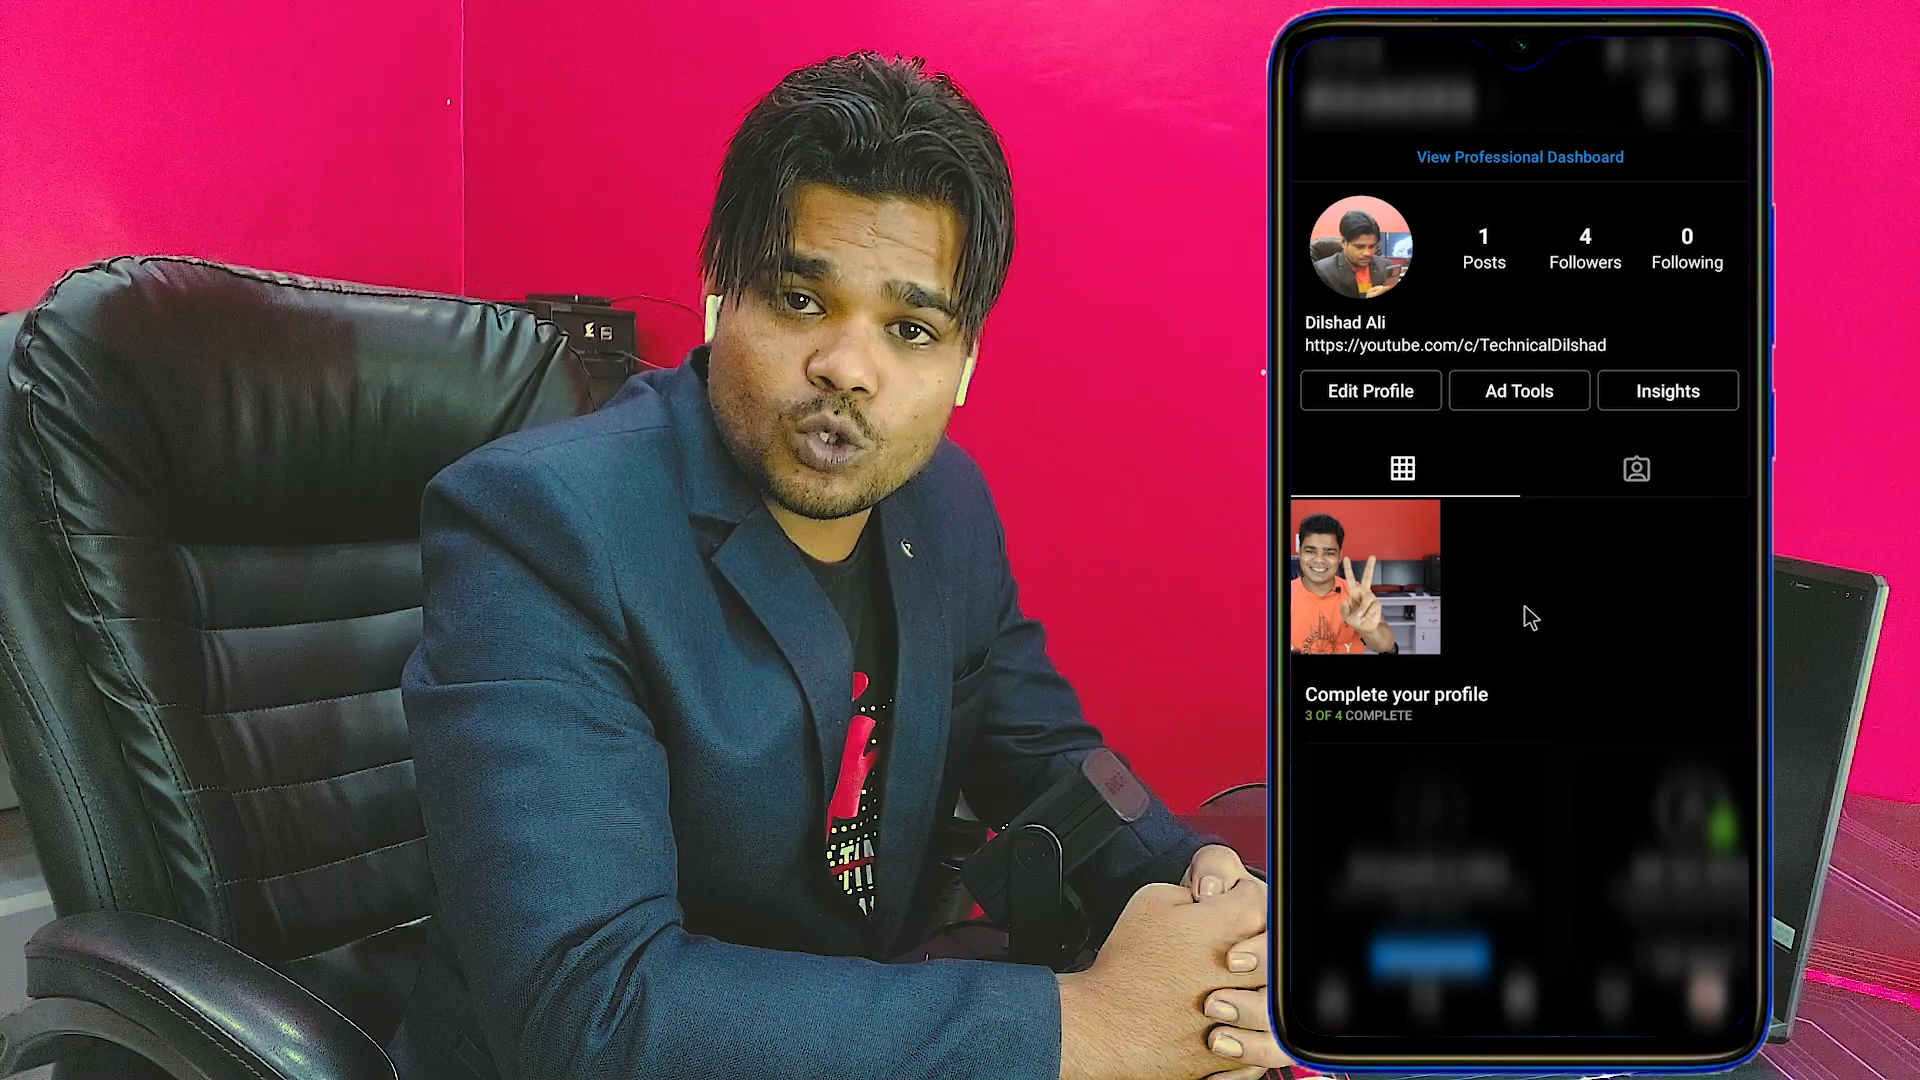 View Professional Dashboard
1
Posts
4
Followers
0
Following
Dilshad Ali
https://youtube.com/c/TechnicalDilshad
Edit Profile
Ad Tools
Insights
Complete your profile
3 OF 4 COMPLETE